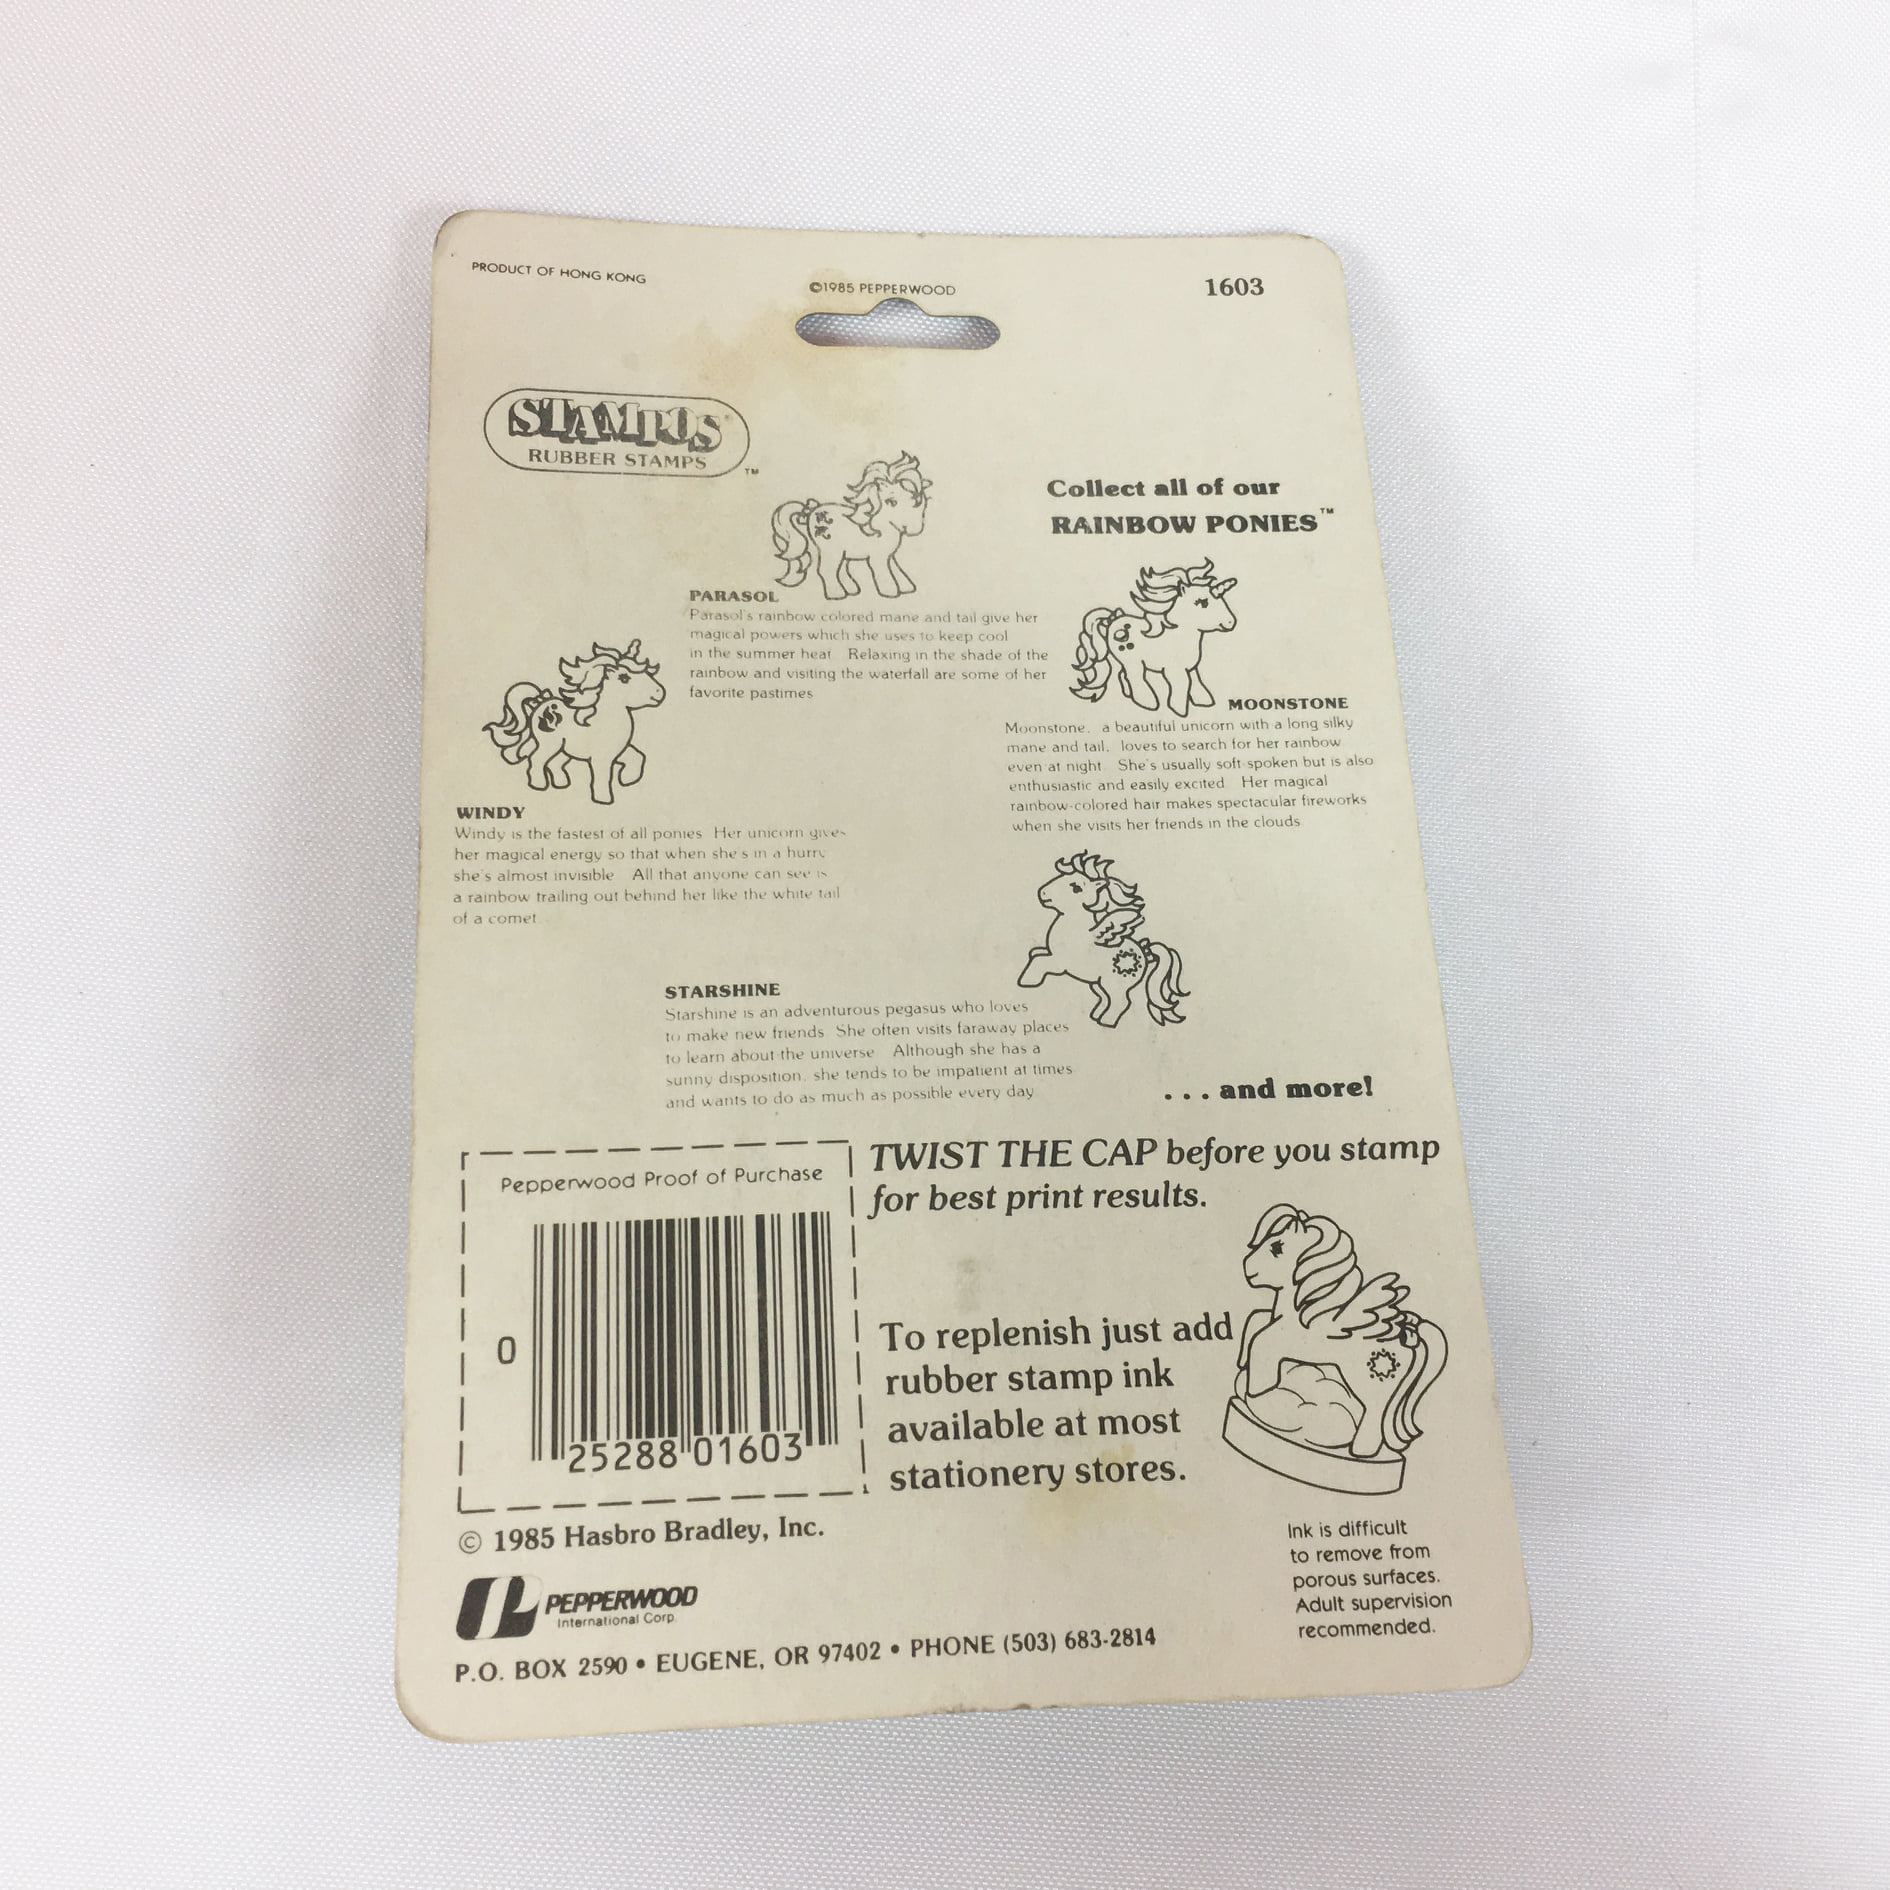 PRODUCT OF HONG KONG
©1985 PEPPERWOOD
1603
STAMPOS®
RUBBER STAMPS
™
Collect all of our
RAINBOW PONIES™
PARASOL
Parasol's rainbow colored mane and tail give her
magical powers which she uses to keep cool
in the summer heat. Relaxing in the shade of the
rainbow and visiting the waterfall are some of her
favorite pastimes
MOONSTONE
Moonstone, a beautiful unicorn with a long silky
mane and tail, loves to search for her rainbow
even at night. She's usually soft-spoken but is also
enthusiastic and easily excited. Her magical
rainbow-colored hair makes spectacular fireworks
when she visits her friends in the clouds
WINDY
Windy is the fastest of all ponies. Her unicorn gives
her magical energy so that when she's in a hurry
she's almost invisible. All that anyone can see is
a rainbow trailing out behind her like the white tail
of a comet.
STARSHINE
Starshine is an adventurous pegasus who loves
to make new friends. She often visits faraway places
to learn about the universe. Although she has a
sunny disposition, she tends to be impatient at times
and wants to do as much as possible every day
...and more!
Pepperwood Proof of Purchase
0 25288 01603
TWIST THE CAP before you stamp
for best print results.
To replenish just add
rubber stamp ink
available at most
stationery stores.
© 1985 Hasbro Bradley, Inc.
PEPPERWOOD
International Corp.
P.O. BOX 2590 • EUGENE, OR 97402 • PHONE (503) 683-2814
Ink is difficult
to remove from
porous surfaces.
Adult supervision
recommended.